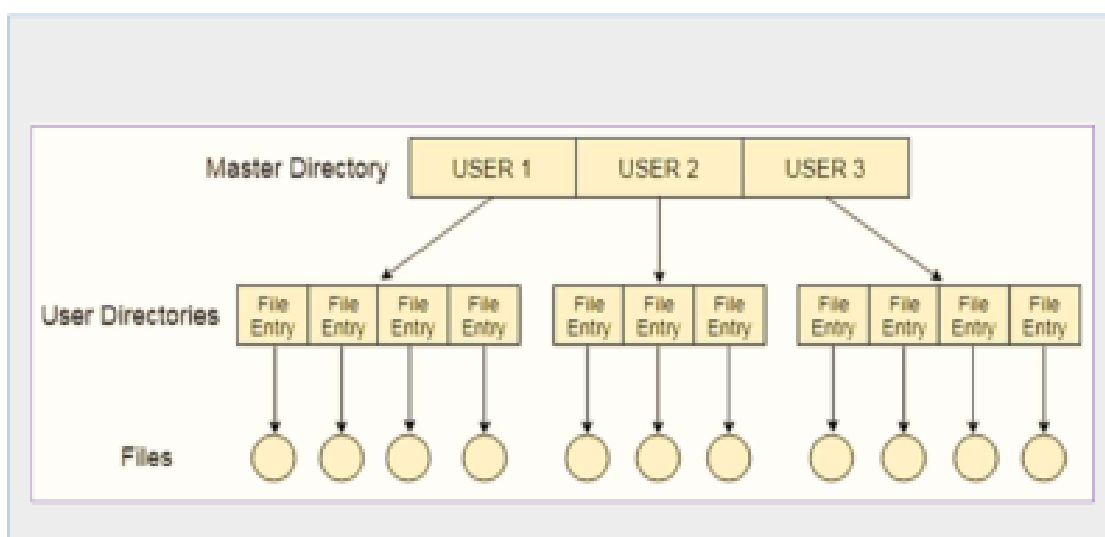 Master Directory USER 1 USER 2 USER 3
User Directories
File Entry File Entry File Entry File Entry
File Entry File Entry File Entry
File Entry File Entry File Entry File Entry
Files